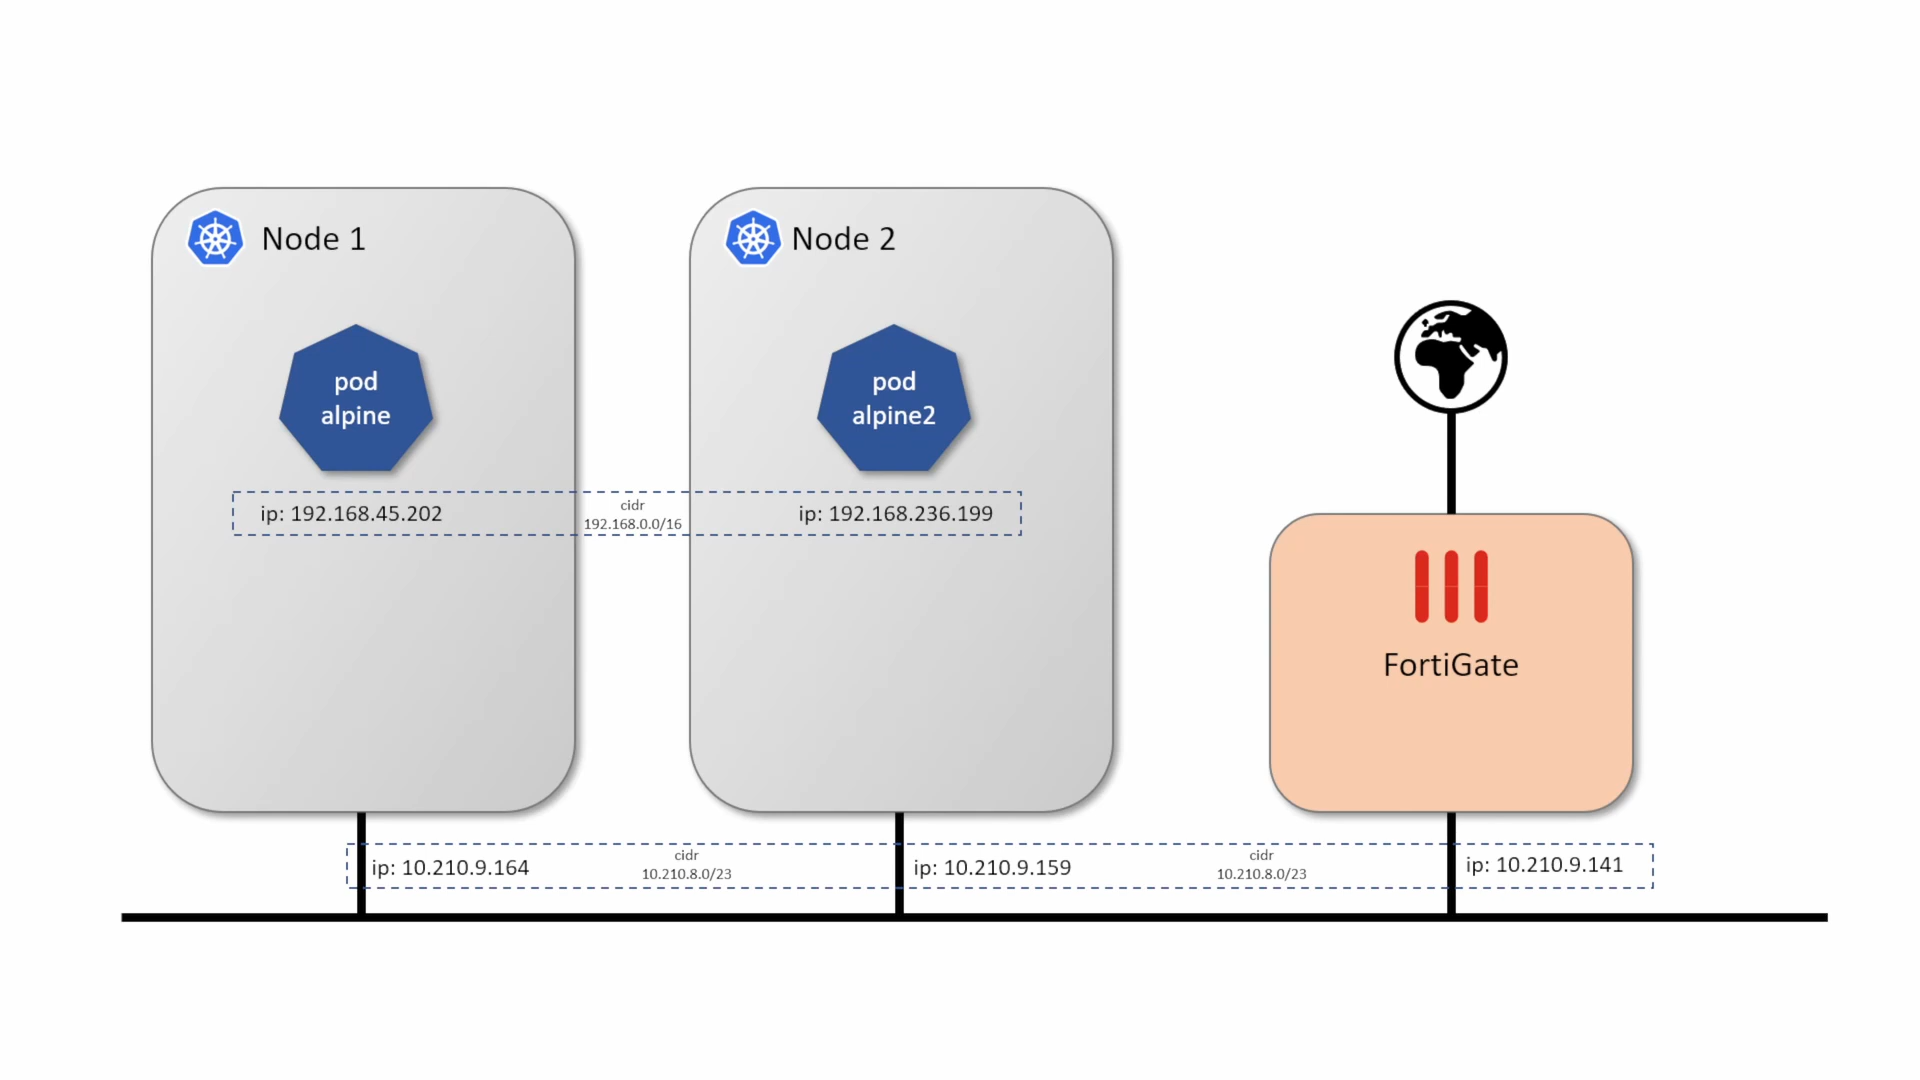 Node 1
pod
alpine
ip: 192.168.45.202
cidr
192.168.0.0/16
Node 2
pod
alpine2
ip: 192.168.236.199
FortiGate
ip: 10.210.9.164
cidr
10.210.8.0/23
ip: 10.210.9.159
cidr
10.210.8.0/23
ip: 10.210.9.141